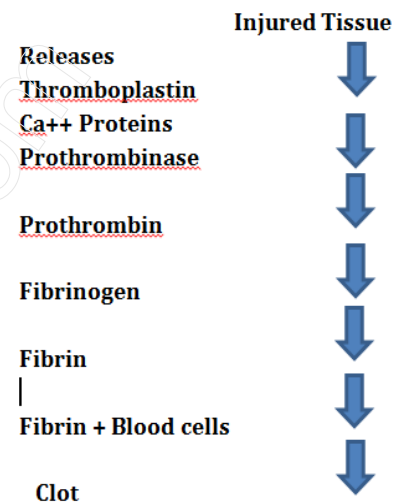 Injured Tissue
Releases
Thromboplastin
Ca++ Proteins
Prothrombinase
Prothrombin
Fibrinogen
Fibrin
Fibrin + Blood cells
Clot